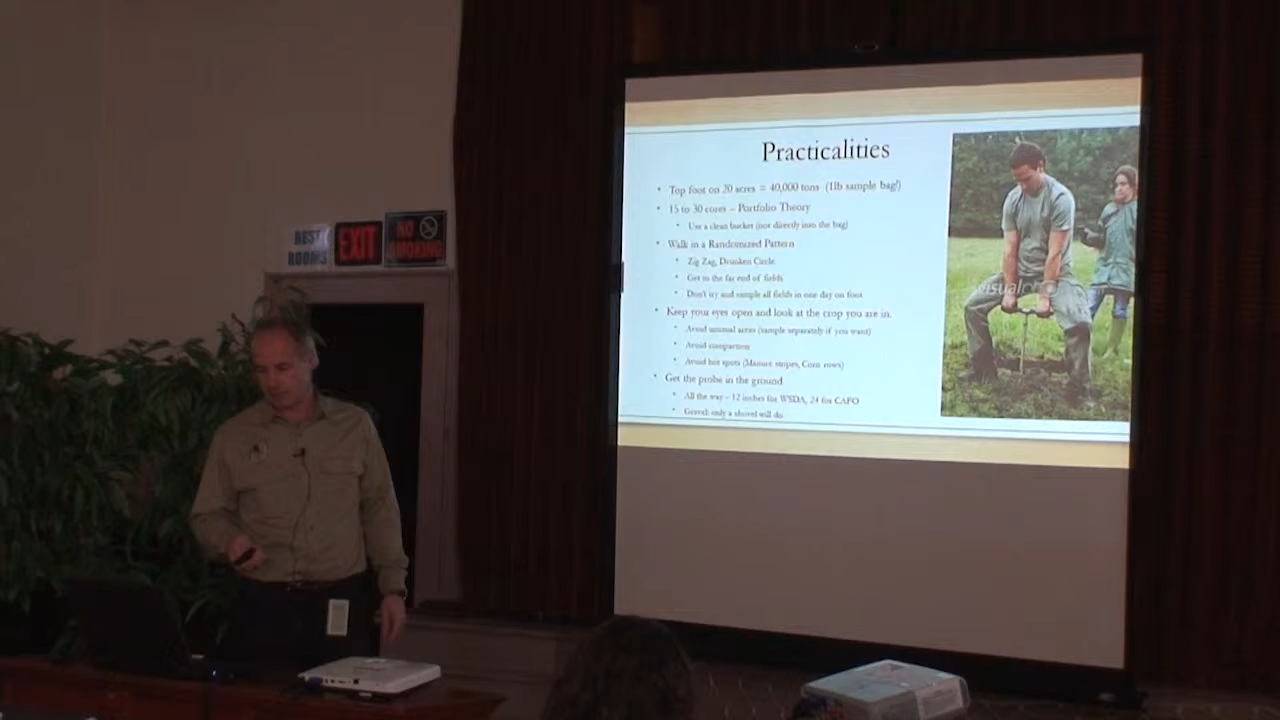 REST
ROOMS
EXIT
NO
SMOKING
Practicalities
• Top foot on 20 acres = 40,000 tons (1lb sample bag!)
• 15 to 30 cores – Portfolio Theory
• Use a clean bucket (not directly into the bag)
• Walk in a Randomized Pattern
• Zig Zag, Drunken Circle
• Get to the far end of fields
• Don't try and sample all fields in one day on foot
• Keep your eyes open and look at the crop you are in.
• Avoid unusual areas (sample separately if you want)
• Avoid compaction
• Avoid hot spots (Manure stripes, Corn rows)
• Get the probe in the ground
• All the way – 12 inches for WSDA, 24 for CAFO
• Gravel: only a shovel will do